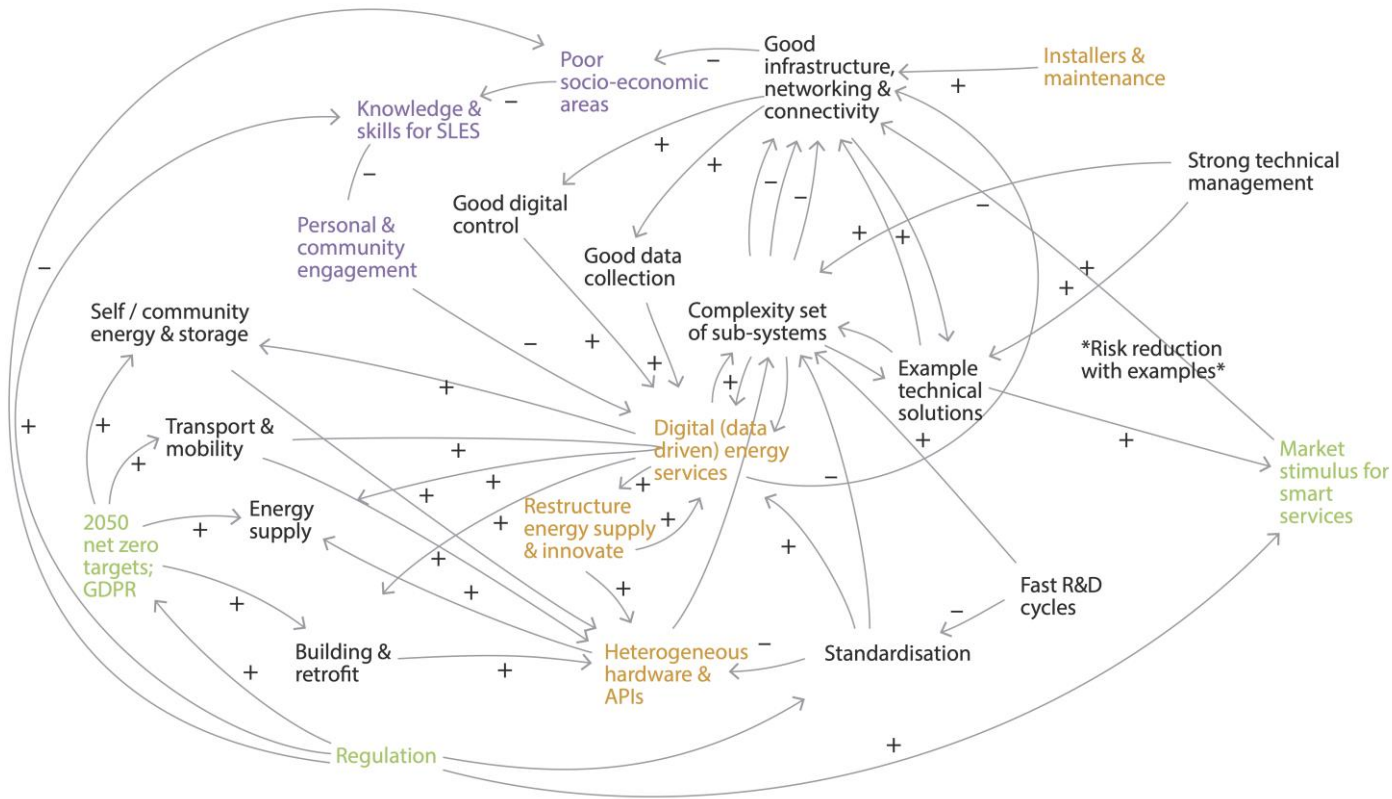 Poor
socio-economic
areas
Good
infrastructure,
networking &
connectivity
Installers &
maintenance
Knowledge &
skills for SLES
Strong technical
management
Good digital
control
Personal &
community
engagement
Good data
collection
Self / community
energy & storage
Complexity set
of sub-systems
Example
technical
solutions
*Risk reduction
with examples*
Transport &
mobility
Digital (data
driven) energy
services
Market
stimulus for
smart
services
2050
net zero
targets;
GDPR
Energy
supply
Restructure
energy supply
& innovate
Fast R&D
cycles
Building &
retrofit
Heterogeneous
hardware &
APIs
Standardisation
Regulation